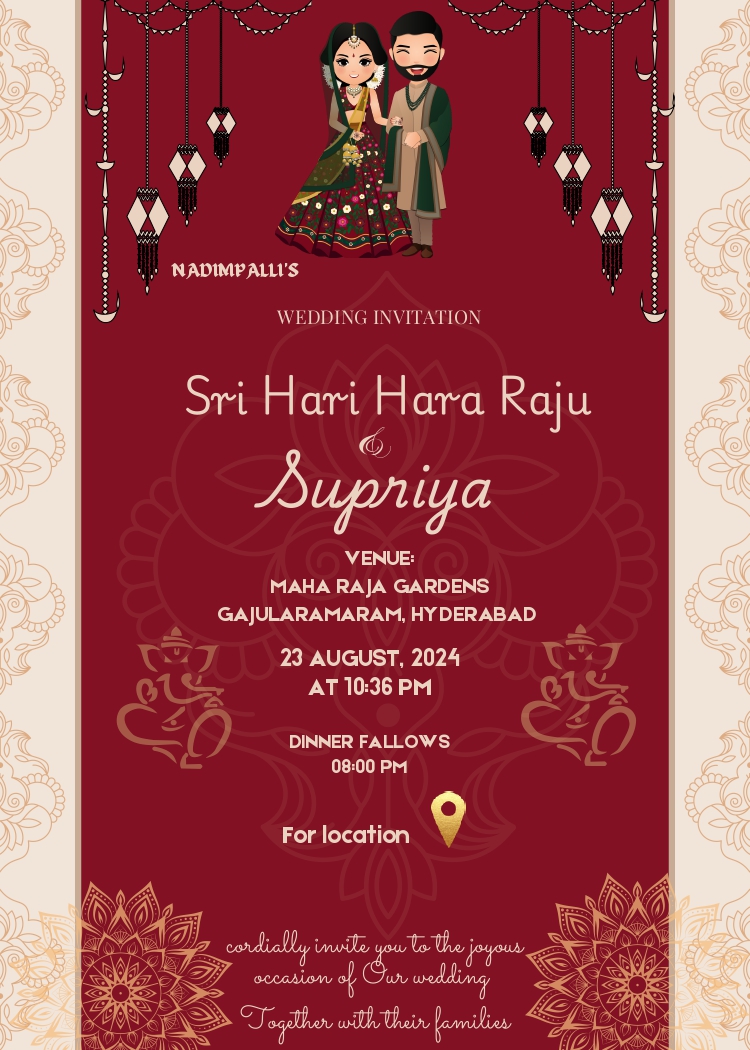 NADIMPALLI'S
WEDDING INVITATION
Sri Hari Hara Raju
&
Supriya
VENUE:
MAHA RAJA GARDENS
GAJULARAMARAM, HYDERABAD
23 AUGUST, 2024
AT 10:36 PM
DINNER FALLOWS
08:00 PM
For location
cordially invite you to the joyous
occasion of Our wedding
Together with their families